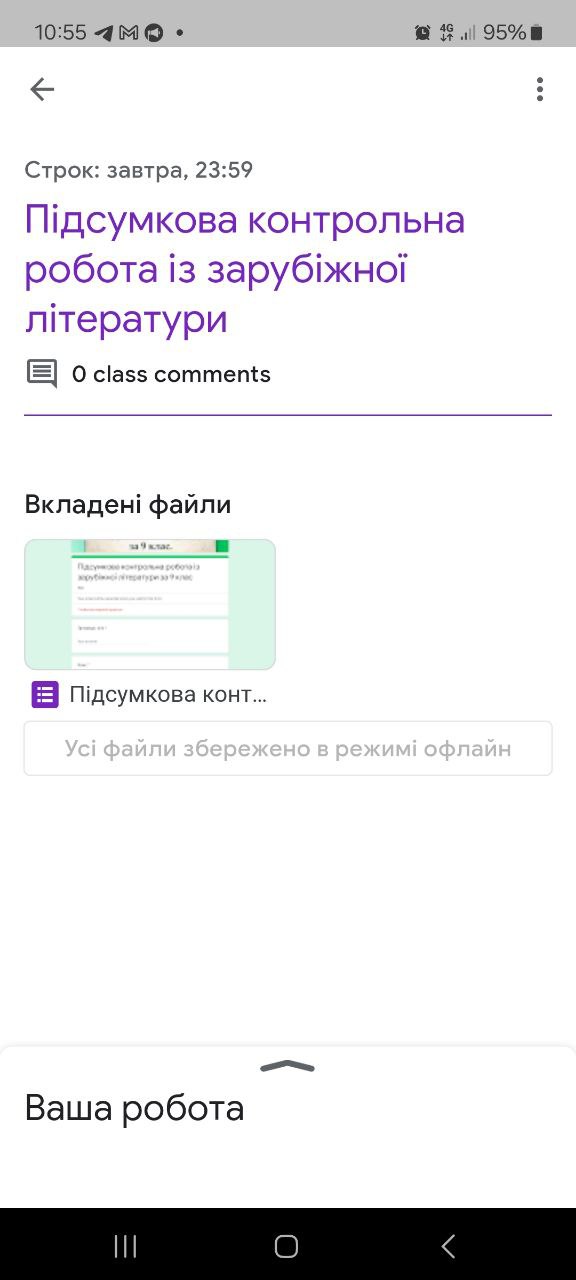 10:55 4G 95%
Строк: завтра, 23:59
Підсумкова контрольна
робота із зарубіжної
літератури
0 class comments
Вкладені файли
за 9 клас.
Підсумкова контрольна робота із
зарубіжної літератури за 9 клас
Підсумкова конт...
Усі файли збережено в режимі офлайн
Ваша робота